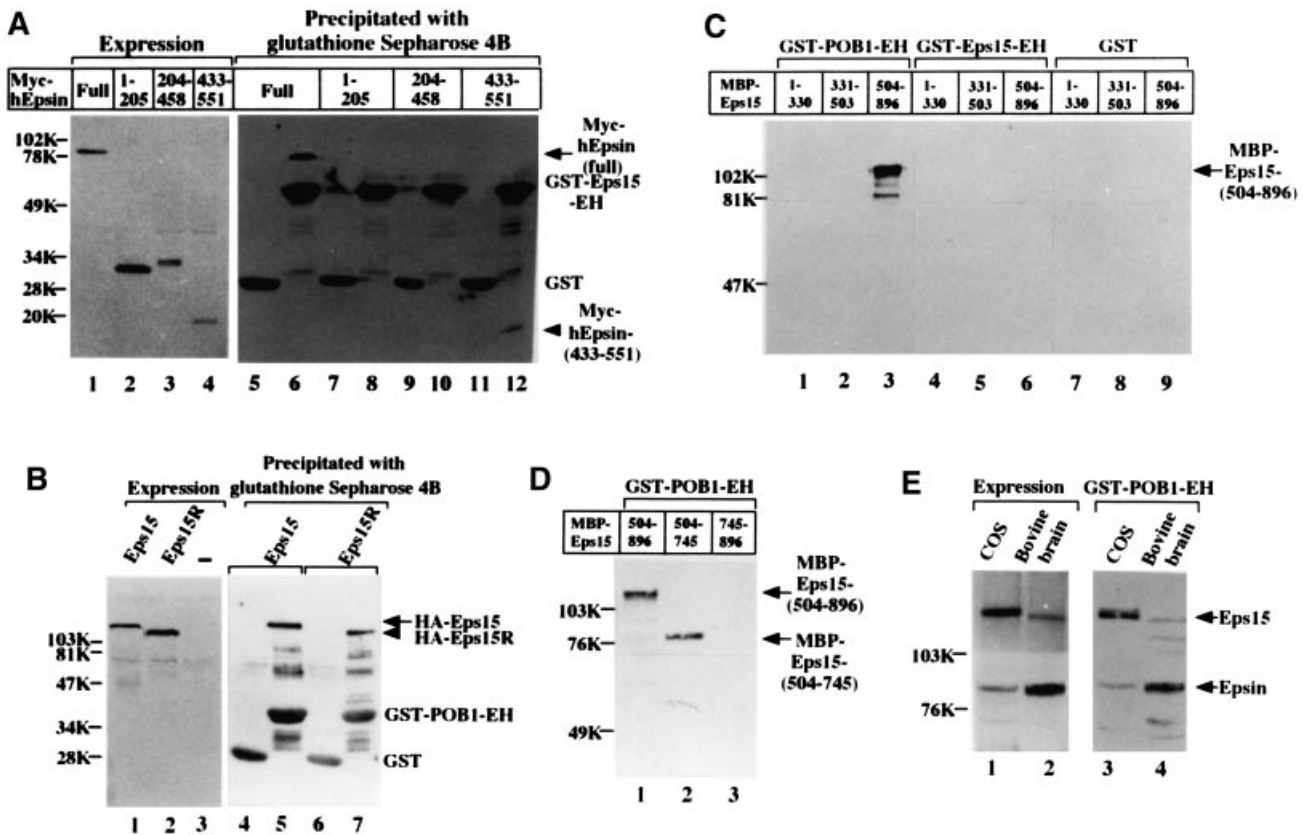 A
Expression
Precipitated with
glutathione Sepharose 4B
Myc-
hEpsin
Full
1-
205
204-
458
433-
551
Full
1-
205
204-
458
433-
551
102K
78K
49K
34K
28K
20K
Myc-
hEpsin
(full)
GST-Eps15
-EH
GST
Myc-
hEpsin-
(433-551)
1 2 3 4 5 6 7 8 9 10 11 12
C
GST-POB1-EH GST-Eps15-EH GST
MBP-
Eps15
1-
330
331-
503
504-
896
1-
330
331-
503
504-
896
1-
330
331-
503
504-
896
102K
81K
47K
MBP-
Eps15-
(504-896)
1 2 3 4 5 6 7 8 9
B
Expression
Precipitated with
glutathione Sepharose 4B
Eps15
Eps15R
–
Eps15
Eps15R
103K
81K
47K
34K
28K
HA-Eps15
HA-Eps15R
GST-POB1-EH
GST
1 2 3 4 5 6 7
D
GST-POB1-EH
MBP-
Eps15
504-
896
504-
745
745-
896
103K
76K
49K
MBP-
Eps15-
(504-896)
MBP-
Eps15-
(504-745)
1 2 3
E
Expression GST-POB1-EH
COS
Bovine
brain
COS
Bovine
brain
103K
76K
Eps15
Epsin
1 2 3 4